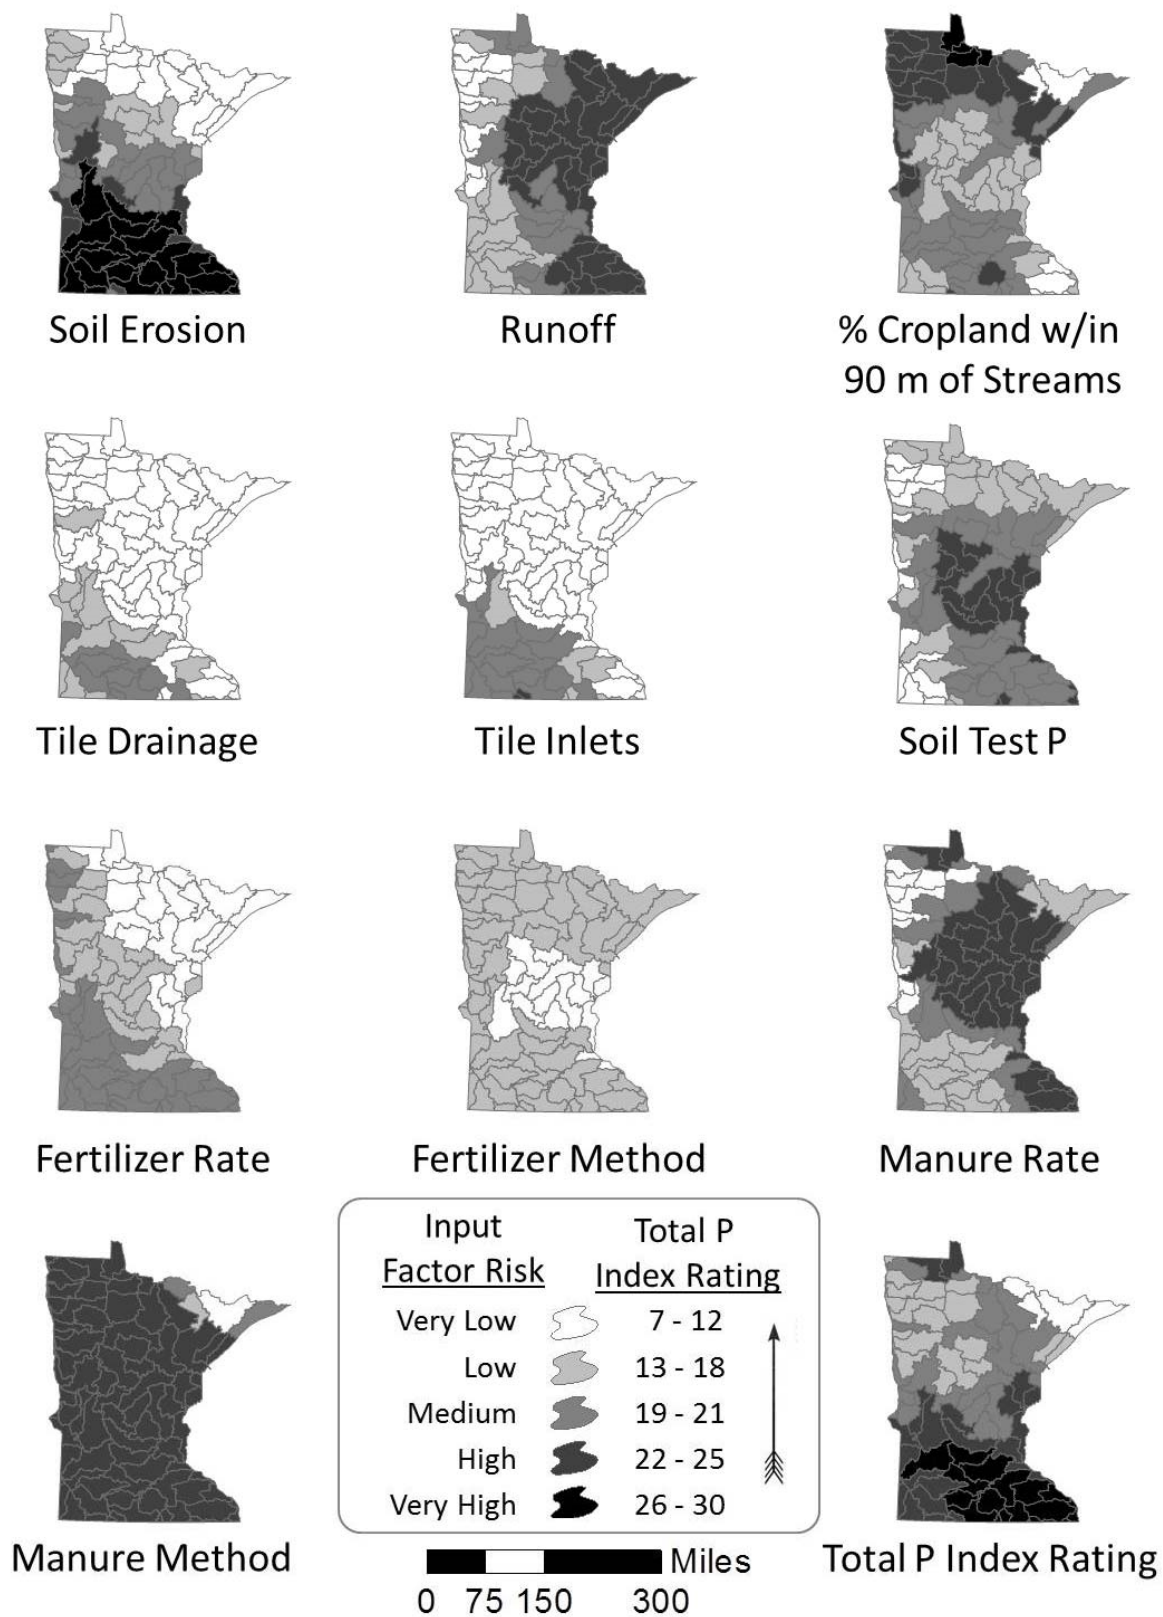 Soil Erosion
Runoff
% Cropland w/in
90 m of Streams
Tile Drainage
Tile Inlets
Soil Test P
Fertilizer Rate
Fertilizer Method
Manure Rate
Input
Factor Risk
Total P
Index Rating
Very Low 7 - 12
Low 13 - 18
Medium 19 - 21
High 22 - 25
Very High 26 - 30
Manure Method
Miles
0 75 150 300
Total P Index Rating